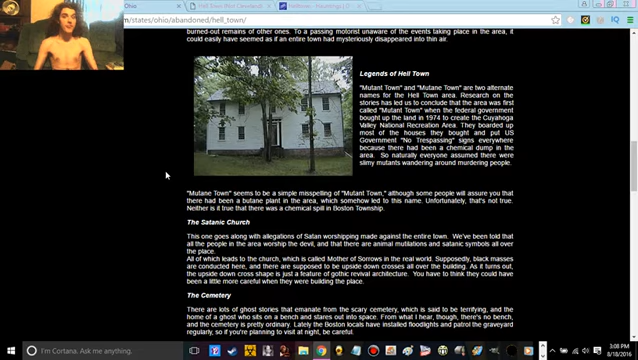 Ohio
Hell Town After Cleveland
m/states/ohio/abandoned/hell_town/
burned-out remains of other ones. To a passing motorist unaware of the events taking place in the area, it
could easily have seemed as if an entire town had mysteriously disappeared into thin air.
Legends of Hell Town
"Mutant Town" and "Mutane Town" are two alternate
names for the Hell Town area. Research on the
stories has led us to conclude that the area was first
called "Mutant Town" when the federal government
bought up the land in 1974 to create the Cuyahoga
Valley National Recreation Area. They boarded up
most of the houses they bought and put US
Government "No Trespassing" signs everywhere
because there had been a chemical dump in the
area. So naturally everyone assumed there were
slimy mutants wandering around murdering people.
"Mutane Town" seems to be a simple misspelling of "Mutant Town," although some people will assure you that
there had been a butane plant in the area, which somehow led to this name. Unfortunately, that's not true.
Neither is it true that there was a chemical spill in Boston Township.
The Satanic Church
This one goes along with allegations of Satan worshipping made against the entire town. We've been told that
all the people in the area worship the devil, and that there are animal mutilations and satanic symbols all over
the place.
All of which leads to the church, which is called Mother of Sorrows in the real world. Supposedly, black masses
are conducted here, and there are supposed to be upside down crosses all over the building. As it turns out,
the upside down cross shape is just a feature of gothic revival architecture. You have to think they could have
been a little more careful when they were building the place.
The Cemetery
There are lots of ghost stories that emanate from the scary cemetery, which is said to be terrifying, and the
home of a ghost who sits on a bench and stares out into space. From what I hear, though, there's no bench,
and the cemetery is pretty ordinary. Lately the Boston locals have installed floodlights and patrol the graveyard
regularly, so if you're planning to visit at night, be careful.
I'm Cortana. Ask me anything.
3:08 PM
8/18/2016